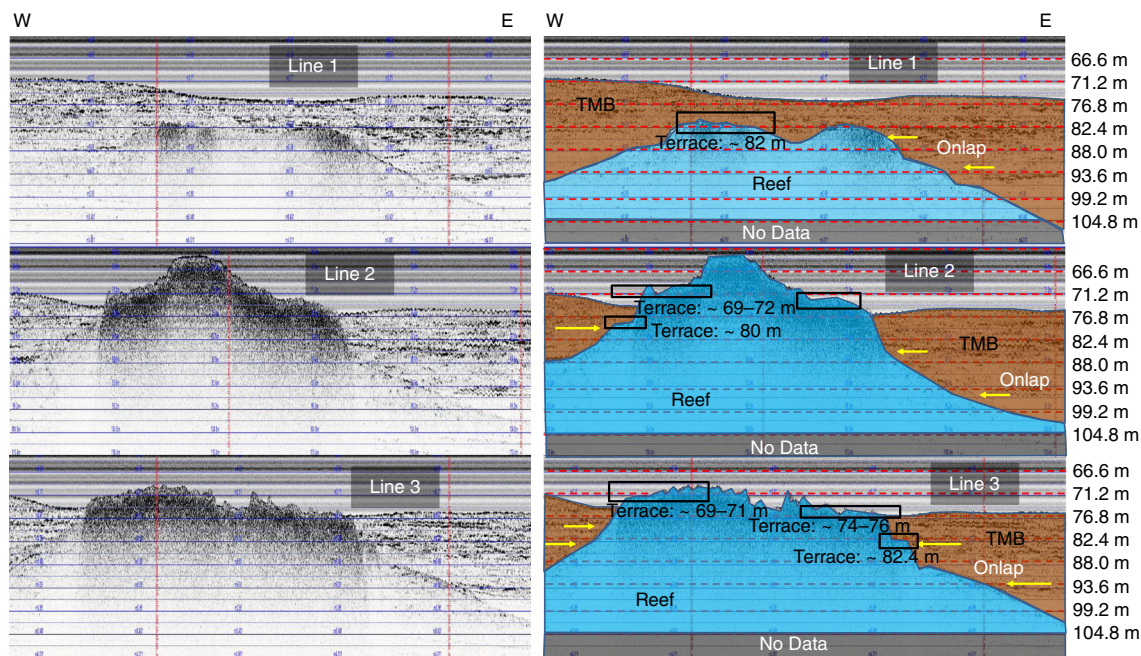 W E W E
Line 1
Line 1
66.6 m
71.2 m
TMB
76.8 m
82.4 m
Terrace: ~ 82 m
Onlap
88.0 m
93.6 m
Reef
99.2 m
104.8 m
No Data
Line 2
Line 2
66.6 m
71.2 m
Terrace: ~ 69–72 m
76.8 m
Terrace: ~ 80 m
TMB
82.4 m
88.0 m
Onlap
93.6 m
Reef
99.2 m
104.8 m
No Data
Line 3
Line 3
66.6 m
71.2 m
Terrace: ~ 69–71 m
76.8 m
Terrace: ~ 74–76 m
TMB
82.4 m
Terrace: ~ 82.4 m
88.0 m
Onlap
93.6 m
Reef
99.2 m
104.8 m
No Data